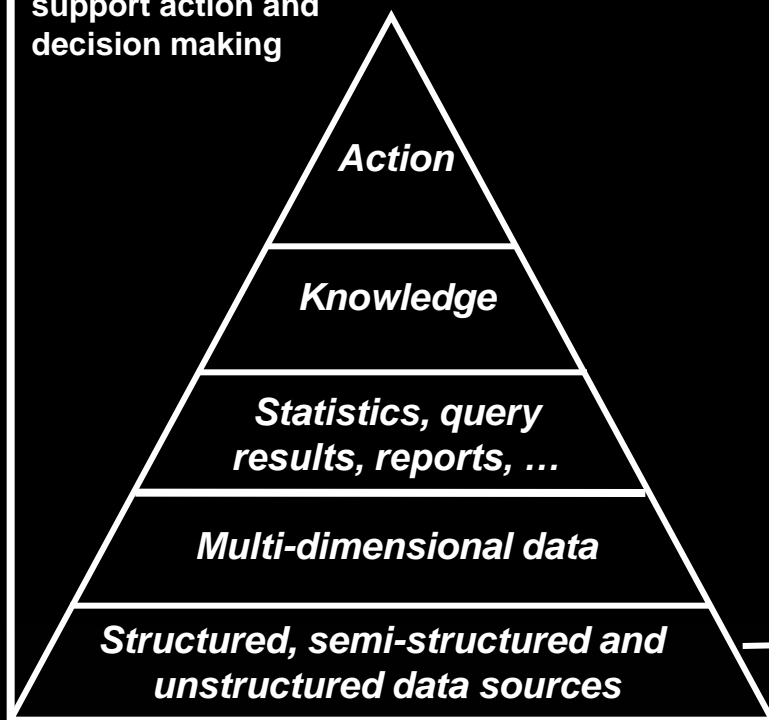 support action and
decision making
Action
Knowledge
Statistics, query
results, reports, …
Multi-dimensional data
Structured, semi-structured and
unstructured data sources